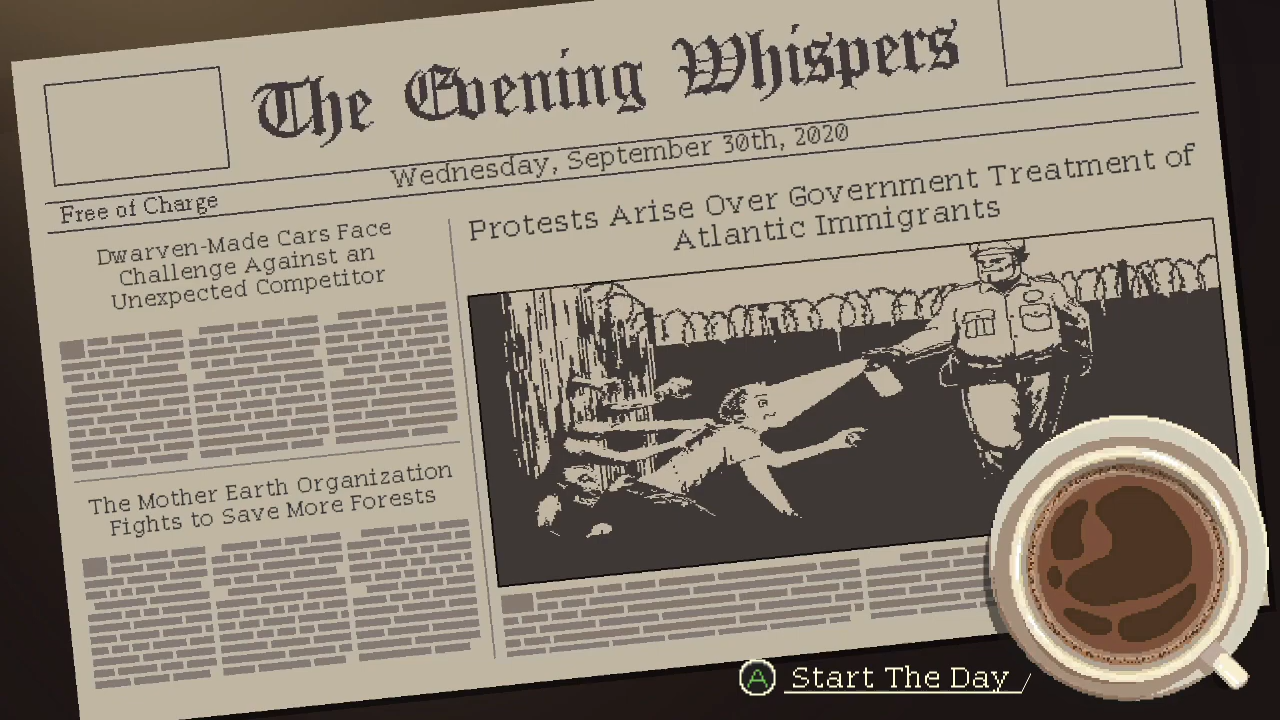 The Evening Whispers
Wednesday, September 30th, 2020
Free of Charge
Dwarven-Made Cars Face
Challenge Against an
Unexpected Competitor
The Mother Earth Organization
Fights to Save More Forests
Protests Arise Over Government Treatment of
Atlantic Immigrants
A Start The Day